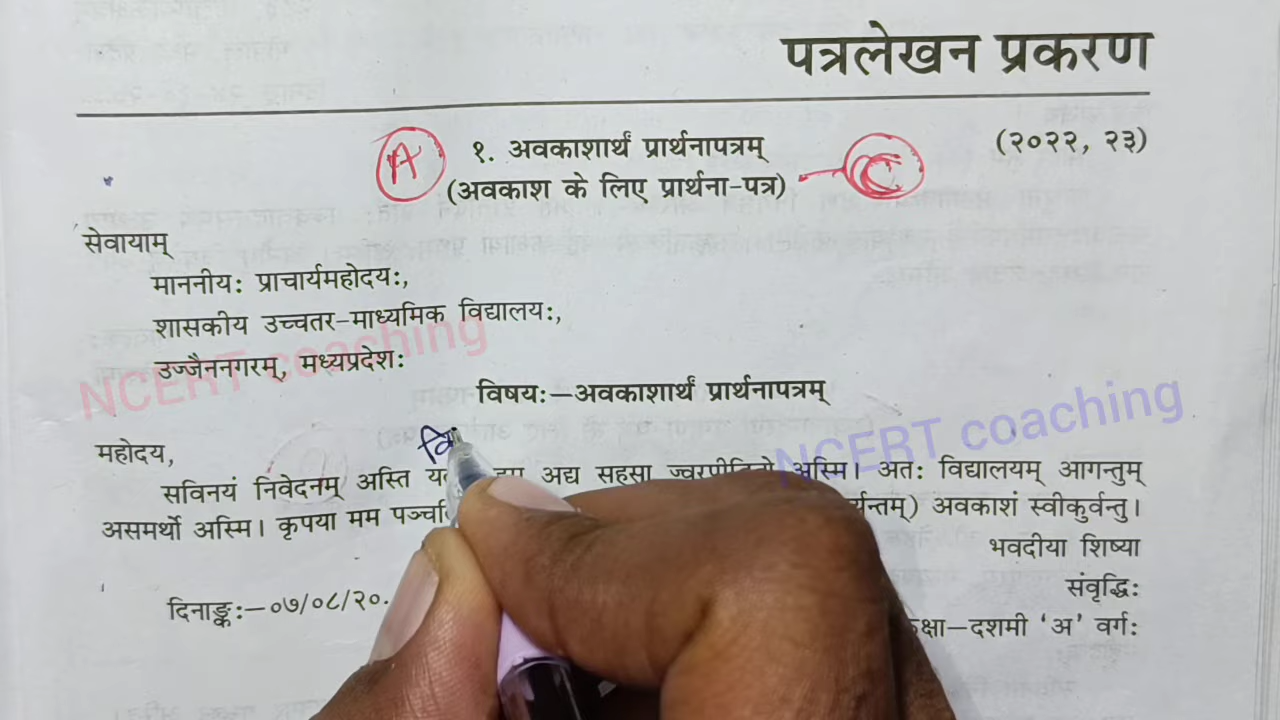 पत्रलेखन प्रकरण
A १. अवकाशार्थं प्रार्थनापत्रम् (२०२२, २३)
(अवकाश के लिए प्रार्थना-पत्र) C
सेवायाम्
माननीय: प्राचार्यमहोदय:,
शासकीय उच्चतर-माध्यमिक विद्यालय:,
उज्जैननगरम्, मध्यप्रदेश:
NCERT coaching
विषय:—अवकाशार्थं प्रार्थनापत्रम्
NCERT coaching
महोदय,
सविनयं निवेदनम् अस्ति अद्य सहसा अस्मि। अत: विद्यालयम् आगन्तुम्
असमर्थो अस्मि। कृपया मम अवकाशं स्वीकुर्वन्तु।
भवदीया शिष्या
संवृद्धि:
दिनाङ्क:—०७/०८/२०.
दशमी 'अ' वर्ग: